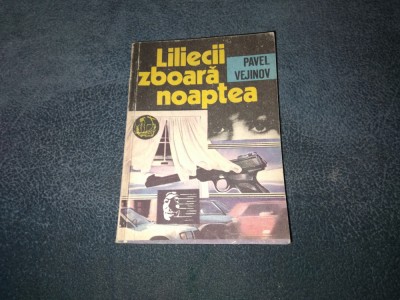 Liliecii
zboară
noaptea
PAVEL
VEJINOV